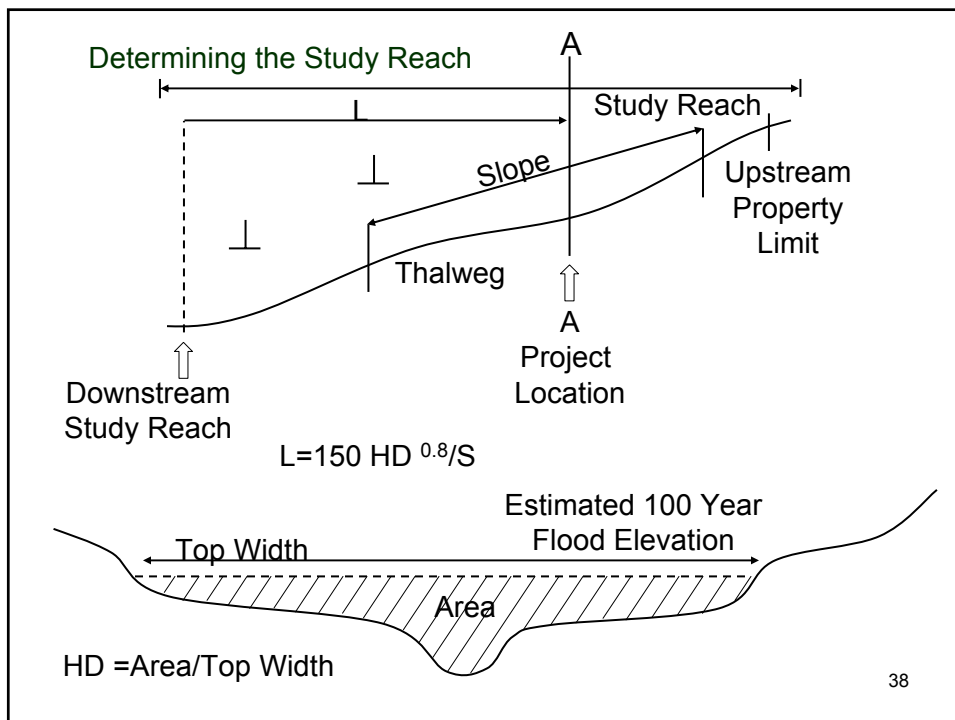 Determining the Study Reach
A
L
Study Reach
Slope
Upstream
Property
Limit
Thalweg
A
Project
Location
Downstream
Study Reach
L=150 HD 0.8/S
Estimated 100 Year
Flood Elevation
Top Width
Area
HD =Area/Top Width
38